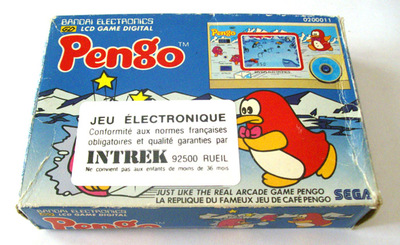 BANDAI ELECTRONICS
LCD GAME DIGITAL
0200011
Pengo™
Pengo
JEU ÉLECTRONIQUE
Conformité aux normes françaises
obligatoires et qualité garanties par
INTREK 92500 RUEIL
Ne convient pas aux enfants de moins de 36 mois
JUST LIKE THE REAL ARCADE GAME PENGO
LA REPLIQUE DU FAMEUX JEU DE CAFÉ PENGO
SEGA
BANDAI ELECTRONICS
LCD GAME DIGITAL
Pengo